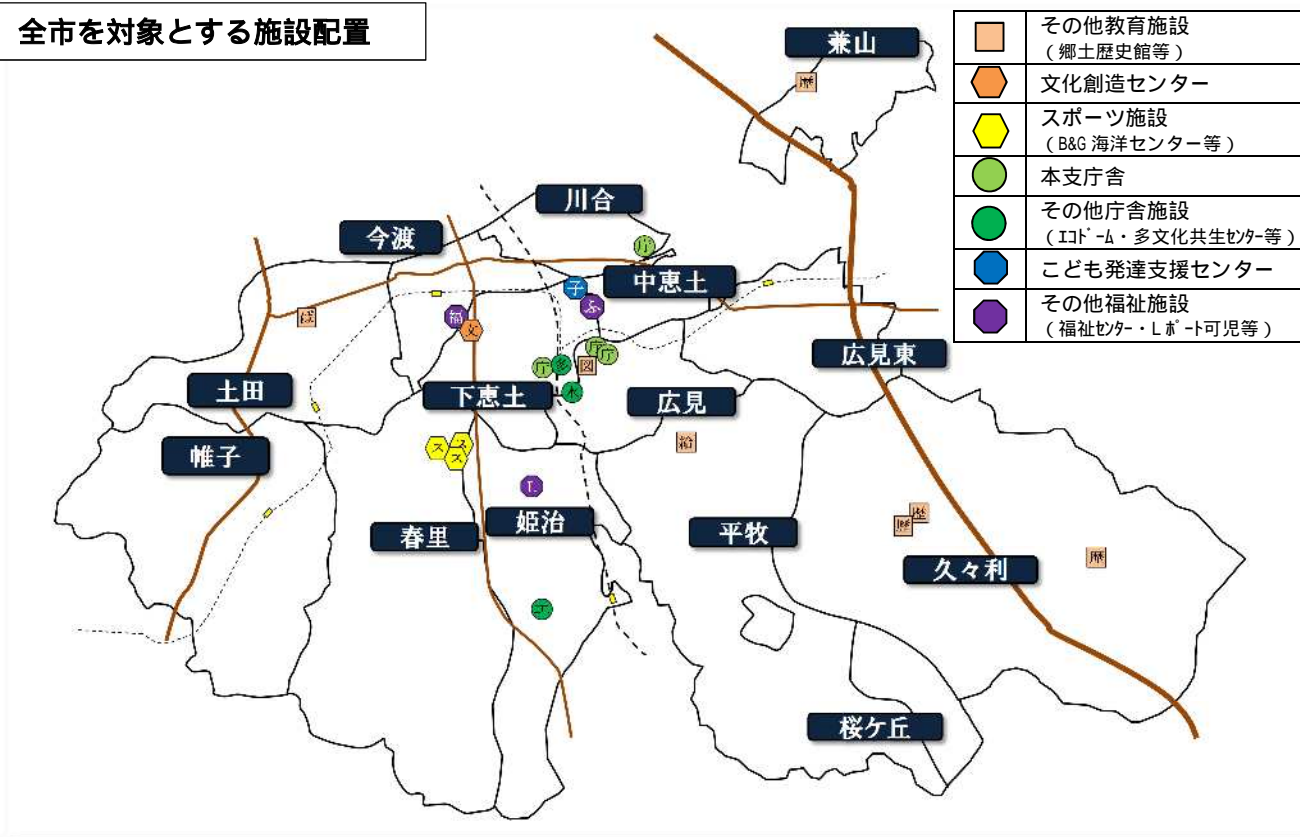 全市を対象とする施設配置
その他教育施設
（郷土歴史館等）
文化創造センター
スポーツ施設
（B&G 海洋センター等）
本支庁舎
その他庁舎施設
（ｴｺﾄﾞｰﾑ・多文化共生ｾﾝﾀｰ等）
こども発達支援センター
その他福祉施設
（福祉ｾﾝﾀｰ・Lﾎﾟｰﾄ可児等）
兼山
歴
川合
今渡
庁
中恵土
子
ふ
福
文
ば
庁
庁
広見東
庁
多
図
木
土田
下恵土
広見
帷子
ス
ス
ス
給
L
春里
姫治
平牧
歴
歴
久々利
歴
エ
桜ケ丘